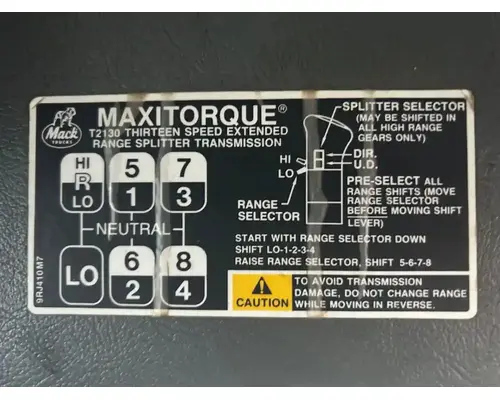 Mack
TRUCKS
MAXITORQUE®
T2130 THIRTEEN SPEED EXTENDED
RANGE SPLITTER TRANSMISSION
HI
R
LO
5
1
7
3
NEUTRAL
LO
6
2
8
4
9RJ410M7
SPLITTER SELECTOR
(MAY BE SHIFTED IN
ALL HIGH RANGE
GEARS ONLY)
HI
LO
DIR.
U.D.
RANGE
SELECTOR
PRE-SELECT ALL
RANGE SHIFTS (MOVE
RANGE SELECTOR
BEFORE MOVING SHIFT
LEVER)
START WITH RANGE SELECTOR DOWN
SHIFT LO-1-2-3-4
RAISE RANGE SELECTOR, SHIFT 5-6-7-8
CAUTION
TO AVOID TRANSMISSION
DAMAGE, DO NOT CHANGE RANGE
WHILE MOVING IN REVERSE.